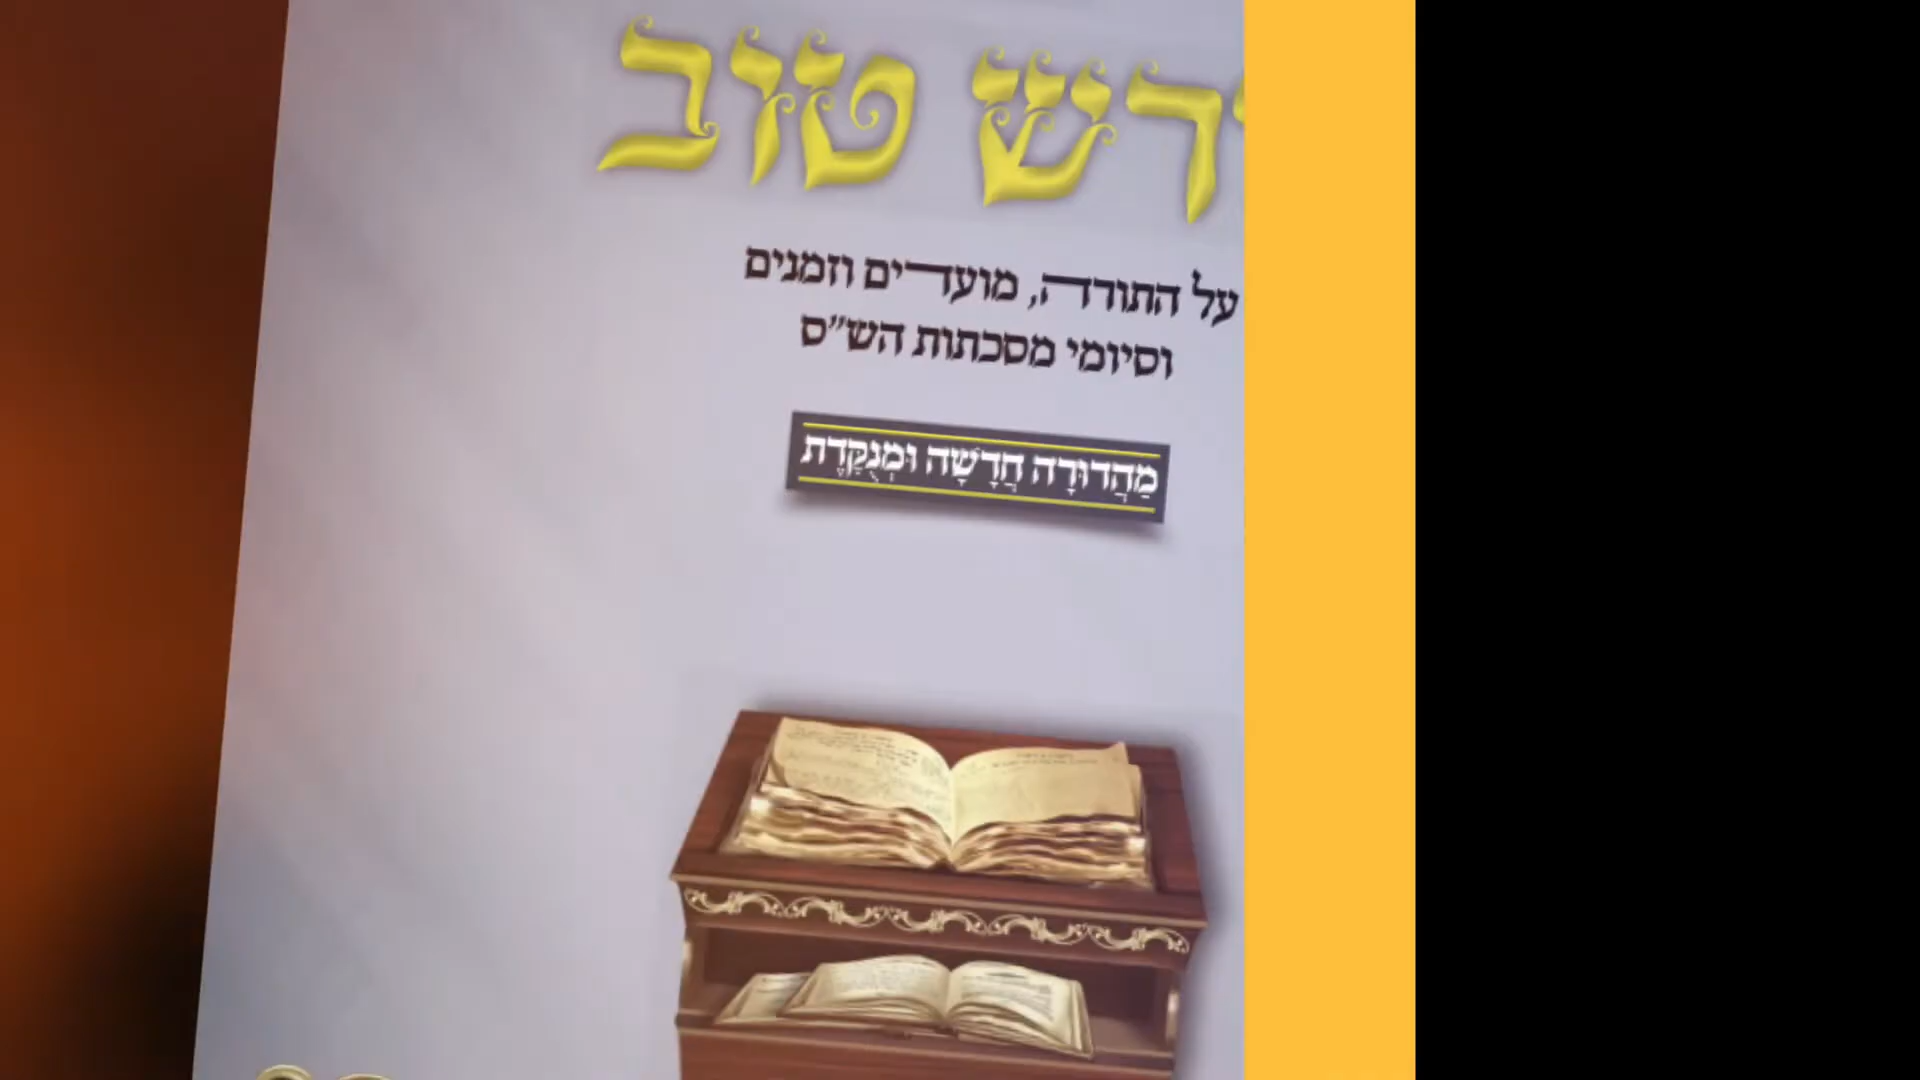 דרש טוב
על התורה, מועדים וזמנים
וסיומי מסכתות הש"ס
מַהֲדוּרָה חֲדָשָׁה וּמְנֻקֶּדֶת